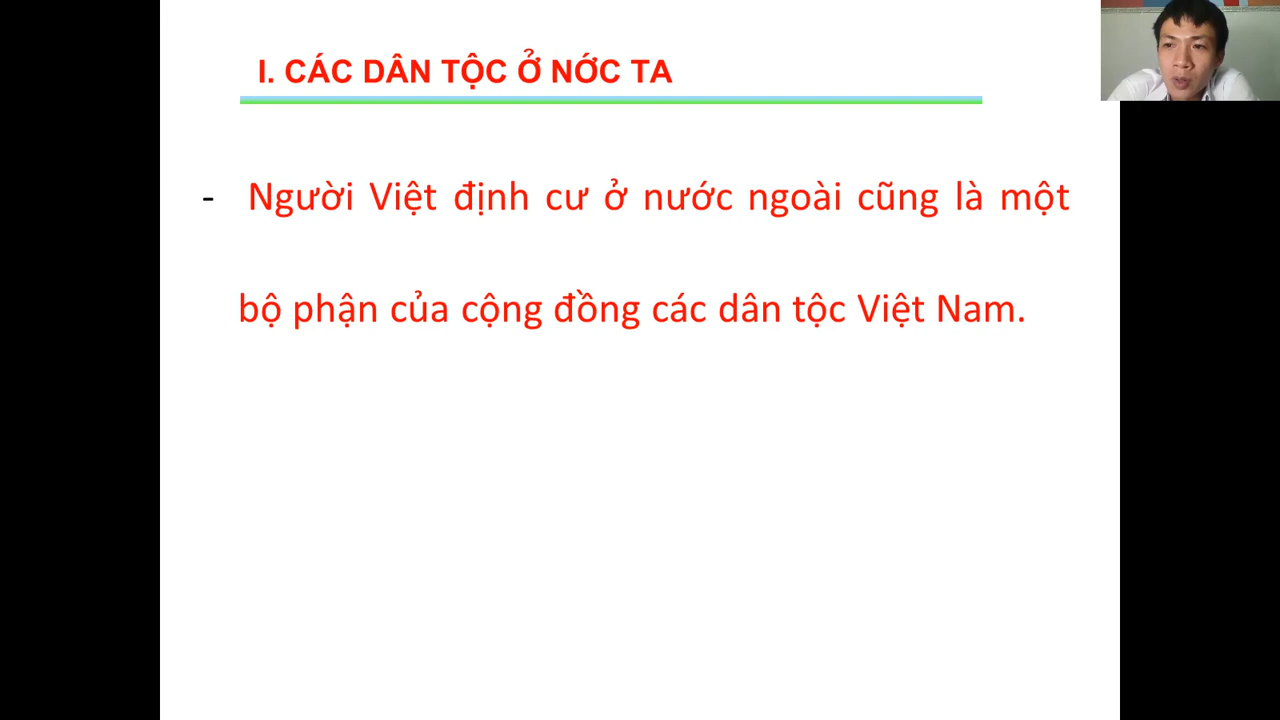 I. CÁC DÂN TỘC Ở NỚC TA
- Người Việt định cư ở nước ngoài cũng là một
bộ phận của cộng đồng các dân tộc Việt Nam.